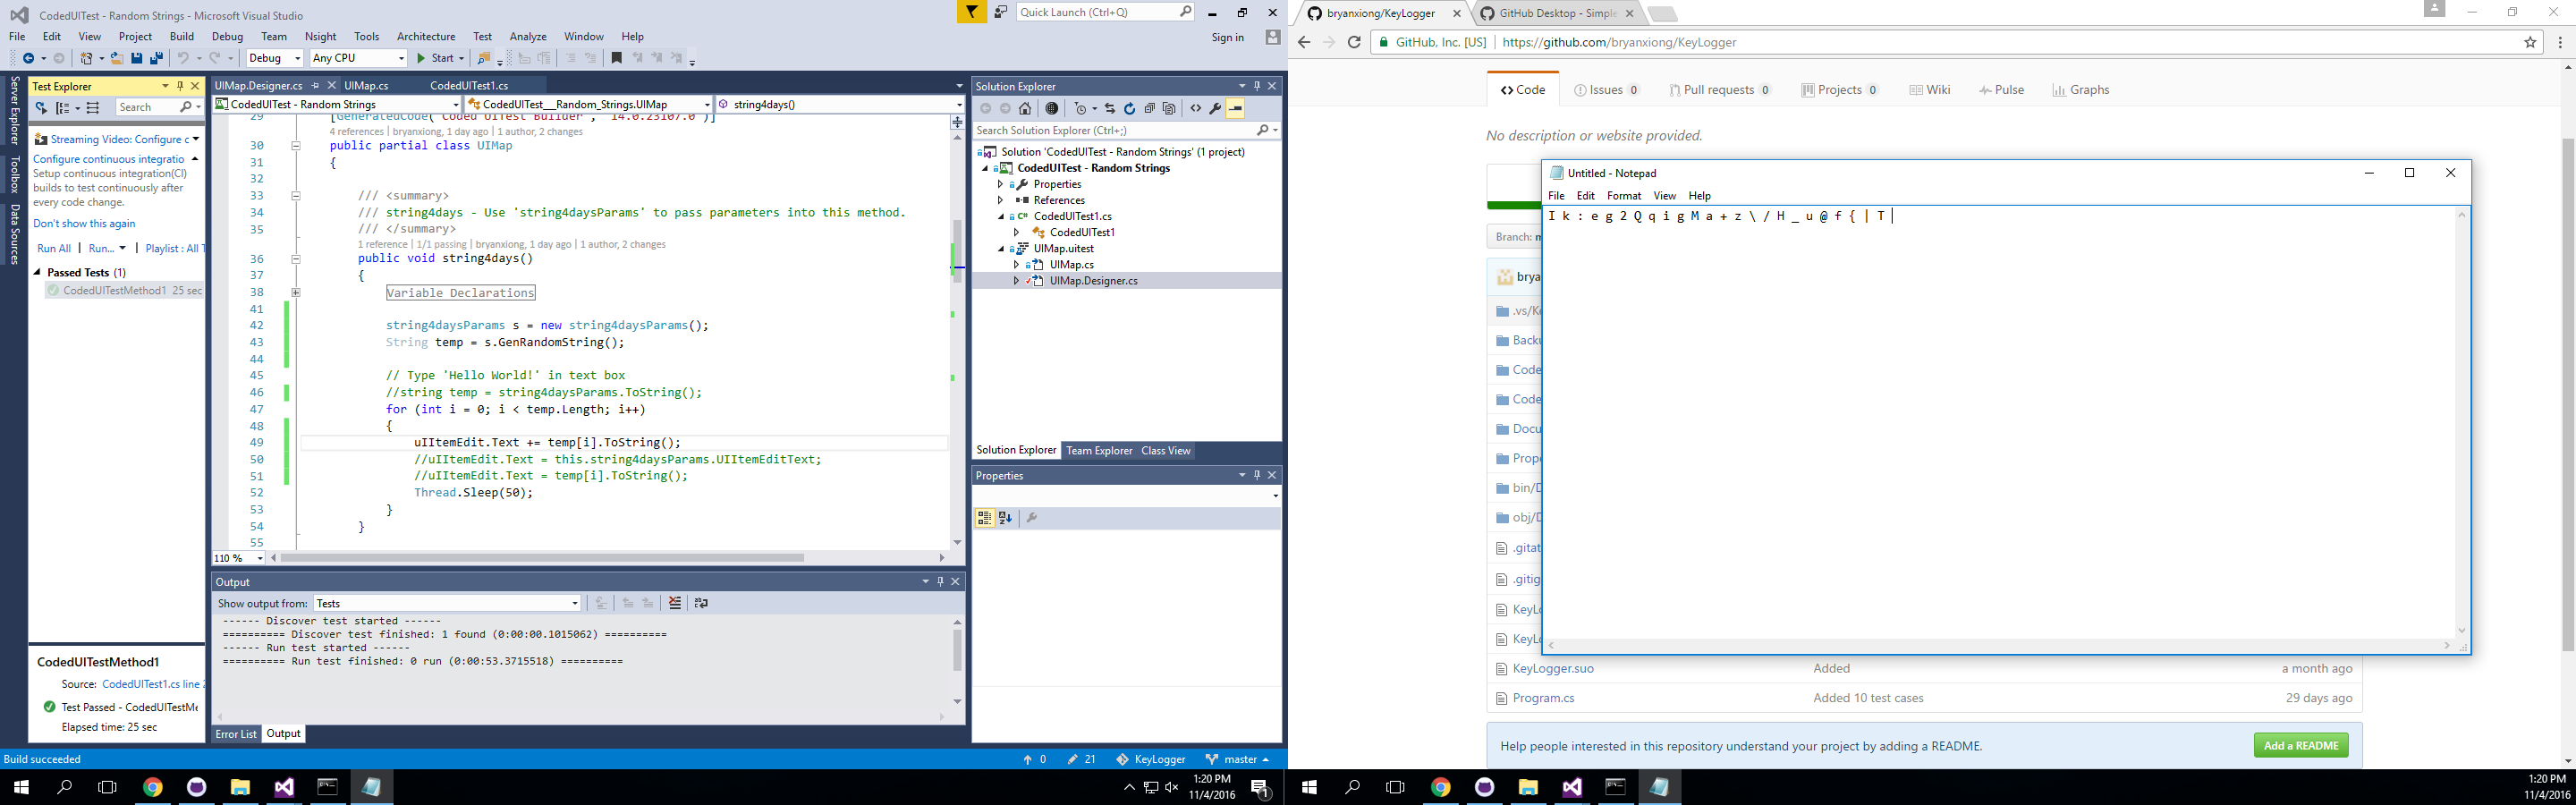 CodedUITest - Random Strings - Microsoft Visual Studio
Quick Launch (Ctrl+Q)
File Edit View Project Build Debug Team Nsight Tools Architecture Test Analyze Window Help
Sign in
Debug Any CPU Start
Server Explorer
Toolbox
Data Sources
Test Explorer
Search
Streaming Video: Configure c
Configure continuous integratio
Setup continuous integration(CI)
builds to test continuously after
every code change.
Don't show this again
Run All | Run... | Playlist : All T
Passed Tests (1)
CodedUITestMethod1 25 sec
CodedUITestMethod1
Source: CodedUITest1.cs line 2
Test Passed - CodedUITestMe
Elapsed time: 25 sec
UIMap.Designer.cs UIMap.cs CodedUITest1.cs
CodedUITest - Random Strings CodedUITest___Random_Strings.UIMap string4days()
29 [GeneratedCode("Coded UITest Builder", "14.0.23107.0")]
4 references | bryanxiong, 1 day ago | 1 author, 2 changes
30 public partial class UIMap
31 {
32
33 /// <summary>
34 /// string4days - Use 'string4daysParams' to pass parameters into this method.
35 /// </summary>
1 reference | 1/1 passing | bryanxiong, 1 day ago | 1 author, 2 changes
36 public void string4days()
37 {
38 Variable Declarations
41
42 string4daysParams s = new string4daysParams();
43 String temp = s.GenRandomString();
44
45 // Type 'Hello World!' in text box
46 //string temp = string4daysParams.ToString();
47 for (int i = 0; i < temp.Length; i++)
48 {
49 uIItemEdit.Text += temp[i].ToString();
50 //uIItemEdit.Text = this.string4daysParams.UIItemEditText;
51 //uIItemEdit.Text = temp[i].ToString();
52 Thread.Sleep(50);
53 }
54 }
55
110 %
Output
Show output from: Tests
------ Discover test started ------
========== Discover test finished: 1 found (0:00:00.1015062) ==========
------ Run test started ------
========== Run test finished: 0 run (0:00:53.3715518) ==========
Error List Output
Solution Explorer
Search Solution Explorer (Ctrl+;)
Solution 'CodedUITest - Random Strings' (1 project)
CodedUITest - Random Strings
Properties
References
CodedUITest1.cs
CodedUITest1
UIMap.uitest
UIMap.cs
UIMap.Designer.cs
Solution Explorer Team Explorer Class View
Properties
Build succeeded
0 21 KeyLogger master
1:20 PM
11/4/2016
1
bryanxiong/KeyLogger GitHub Desktop - Simple
GitHub, Inc. [US] | https://github.com/bryanxiong/KeyLogger
Code Issues 0 Pull requests 0 Projects 0 Wiki Pulse Graphs
No description or website provided.
Untitled - Notepad
File Edit Format View Help
I k : e g 2 Q q i g M a + z \ / H _ u @ f { | T
Branch: m
brya
.vs/Ke
Backu
Code
Code
Docu
Prope
bin/D
obj/D
.gitat
.gitig
KeyLo
KeyLo
KeyLogger.suo Added a month ago
Program.cs Added 10 test cases 29 days ago
Help people interested in this repository understand your project by adding a README.
Add a README
1:20 PM
11/4/2016